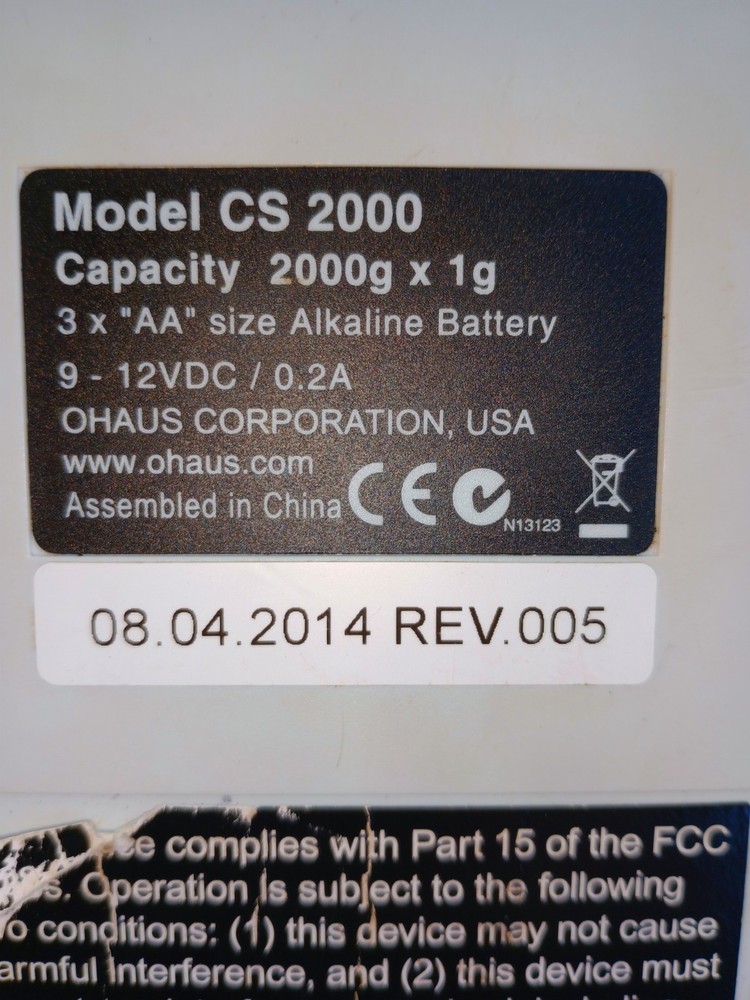 Model CS 2000
Capacity 2000g x 1g
3 x "AA" size Alkaline Battery
9 - 12VDC / 0.2A
OHAUS CORPORATION, USA
www.ohaus.com
Assembled in China CE N13123
08.04.2014 REV.005
complies with Part 15 of the FCC
Operation is subject to the following
conditions: (1) this device may not cause
interference, and (2) this device must